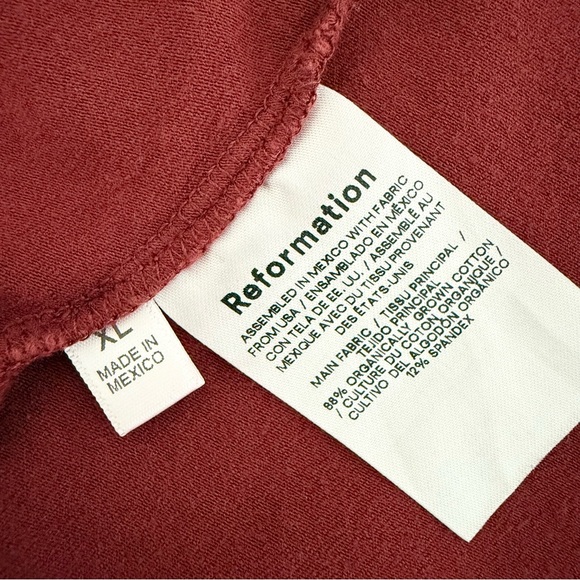 Reformation
ASSEMBLED IN MEXICO WITH FABRIC
FROM USA / ENSAMBLADO EN MÉXICO
CON TELA DE EE. UU. / ASSEMBLÉ AU
MEXIQUE AVEC DU TISSU PROVENANT
DES ÉTATS-UNIS
MAIN FABRIC / TISSU PRINCIPAL /
TEJIDO PRINCIPAL
88% ORGANICALLY GROWN COTTON
/ CULTURE DU COTON ORGANIQUE /
CULTIVO DEL ALGODON ORGÁNICO
12% SPANDEX
XL
MADE IN
MEXICO